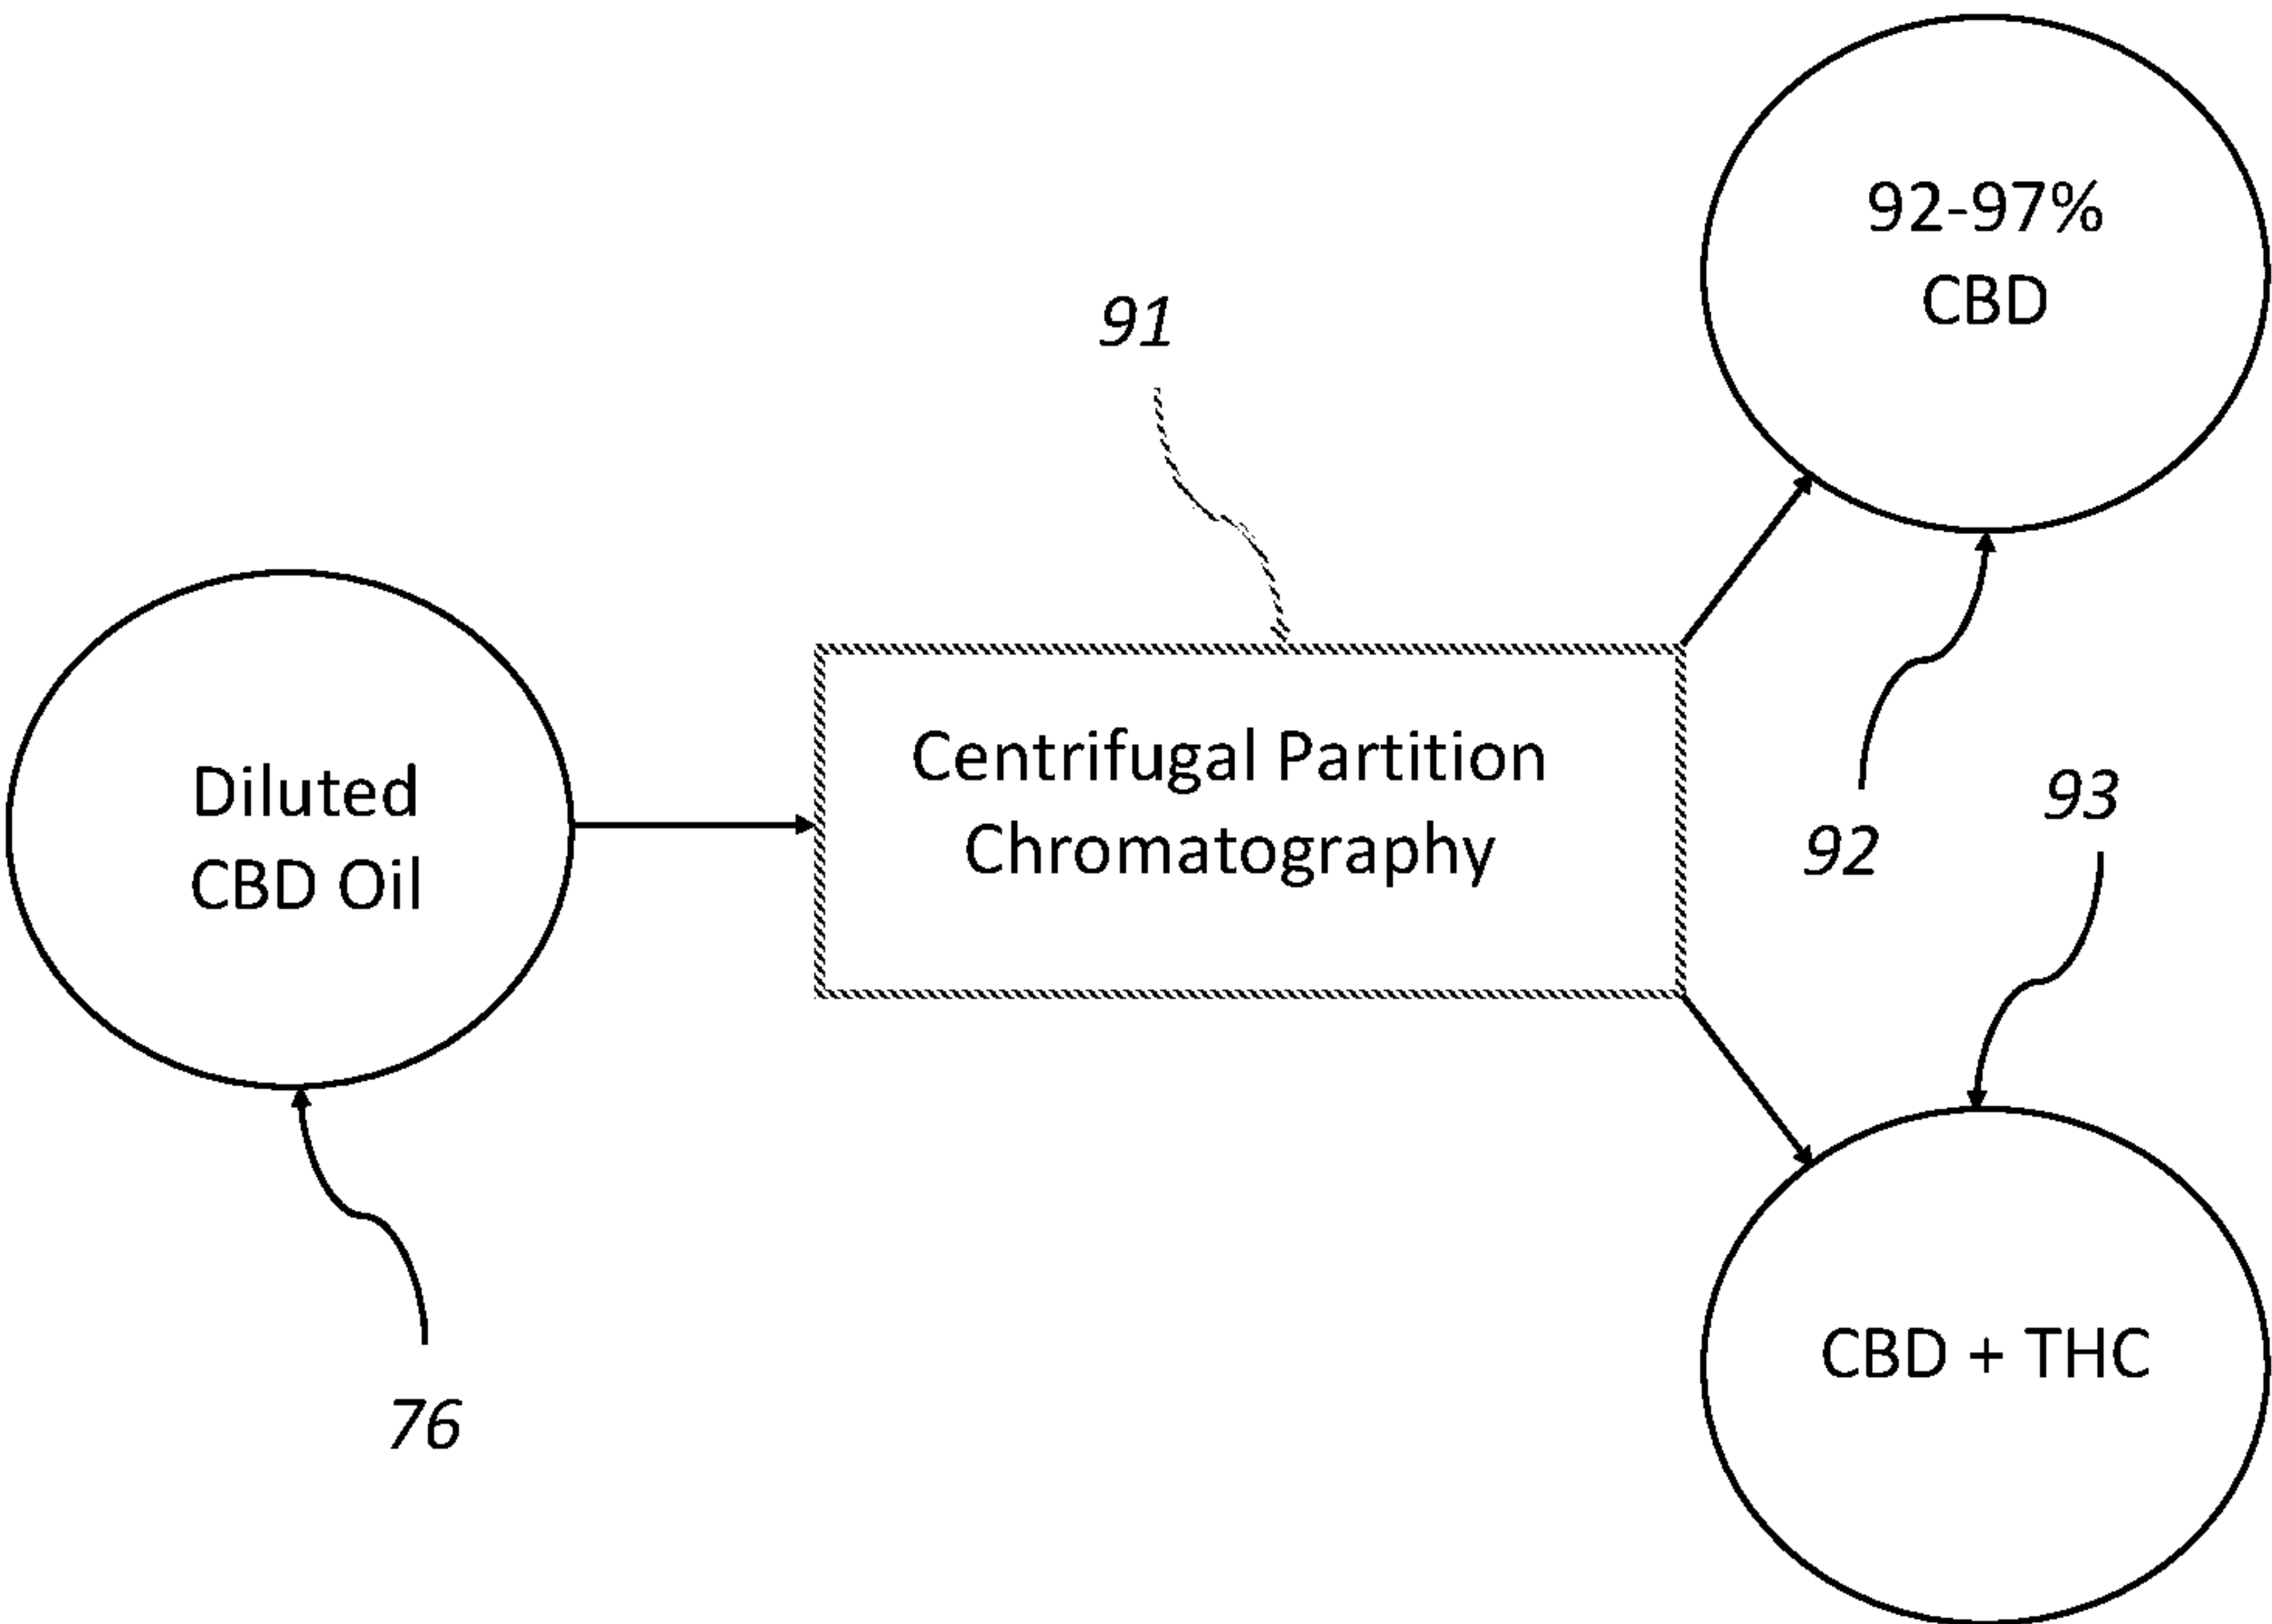 92-97%
CBD
91
Centrifugal Partition
Chromatography
Diluted
CBD Oil
92
93
CBD + THC
76